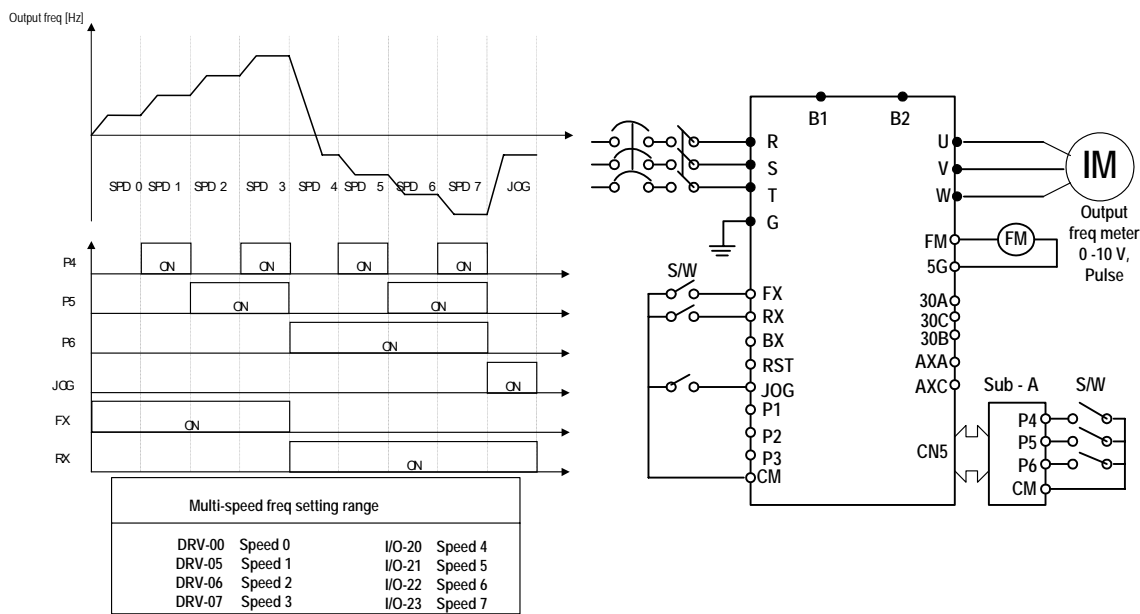 Output freq [Hz]
SPD 0 SPD 1 SPD 2 SPD 3 SPD 4 SPD 5 SPD 6 SPD 7 JOG
P4
ON ON ON ON
P5
ON ON
P6
ON
JOG
ON
FX
ON
RX
ON
Multi-speed freq setting range
DRV-00 Speed 0 I/O-20 Speed 4
DRV-05 Speed 1 I/O-21 Speed 5
DRV-06 Speed 2 I/O-22 Speed 6
DRV-07 Speed 3 I/O-23 Speed 7
B1 B2
R
S
T
G
U
V
W
IM
Output
freq meter
0 -10 V,
Pulse
FM
FM
5G
S/W
FX
RX
BX
RST
JOG
P1
P2
P3
CM
30A
30C
30B
AXA
AXC
CN5
Sub - A S/W
P4
P5
P6
CM